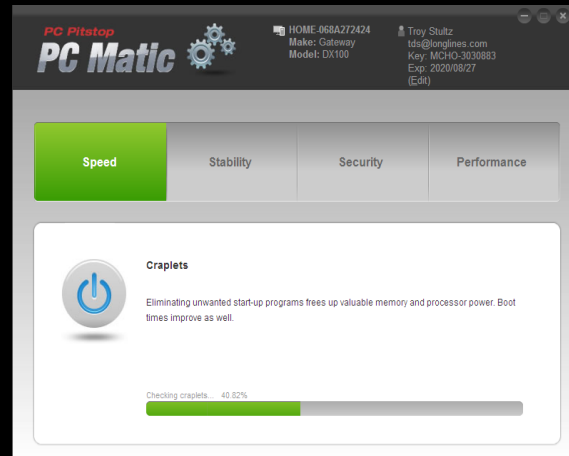 PC Pitstop
PC Matic
HOME-068A272424
Make: Gateway
Model: DX100
Troy Stultz
tds@longlines.com
Key: MCHO-3030883
Exp: 2020/08/27
(Edit)
Speed
Stability
Security
Performance
Craplets
Eliminating unwanted start-up programs frees up valuable memory and processor power. Boot
times improve as well.
Checking craplets... 40.82%